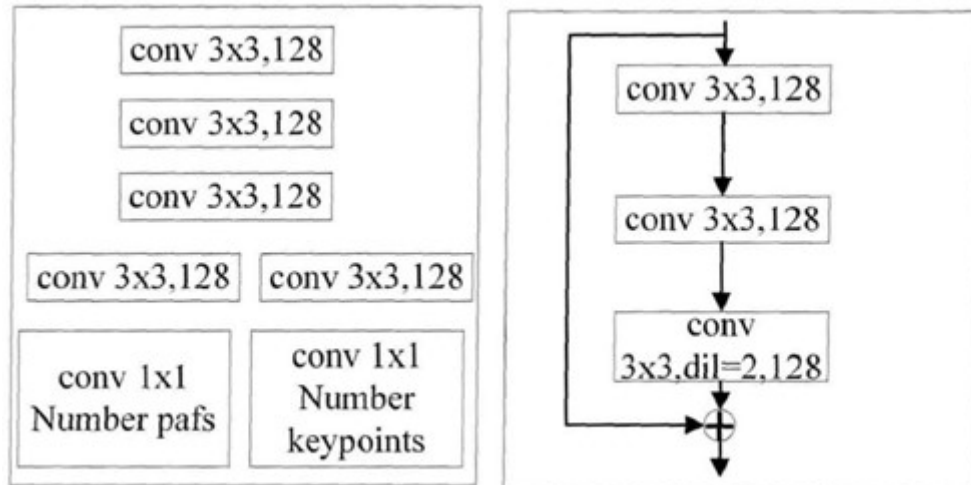 conv 3x3,128
conv 3x3,128
conv 3x3,128
conv 3x3,128
conv 3x3,128
conv 1x1
Number pafs
conv 1x1
Number
keypoints
conv 3x3,128
conv 3x3,128
conv
3x3,dil=2,128